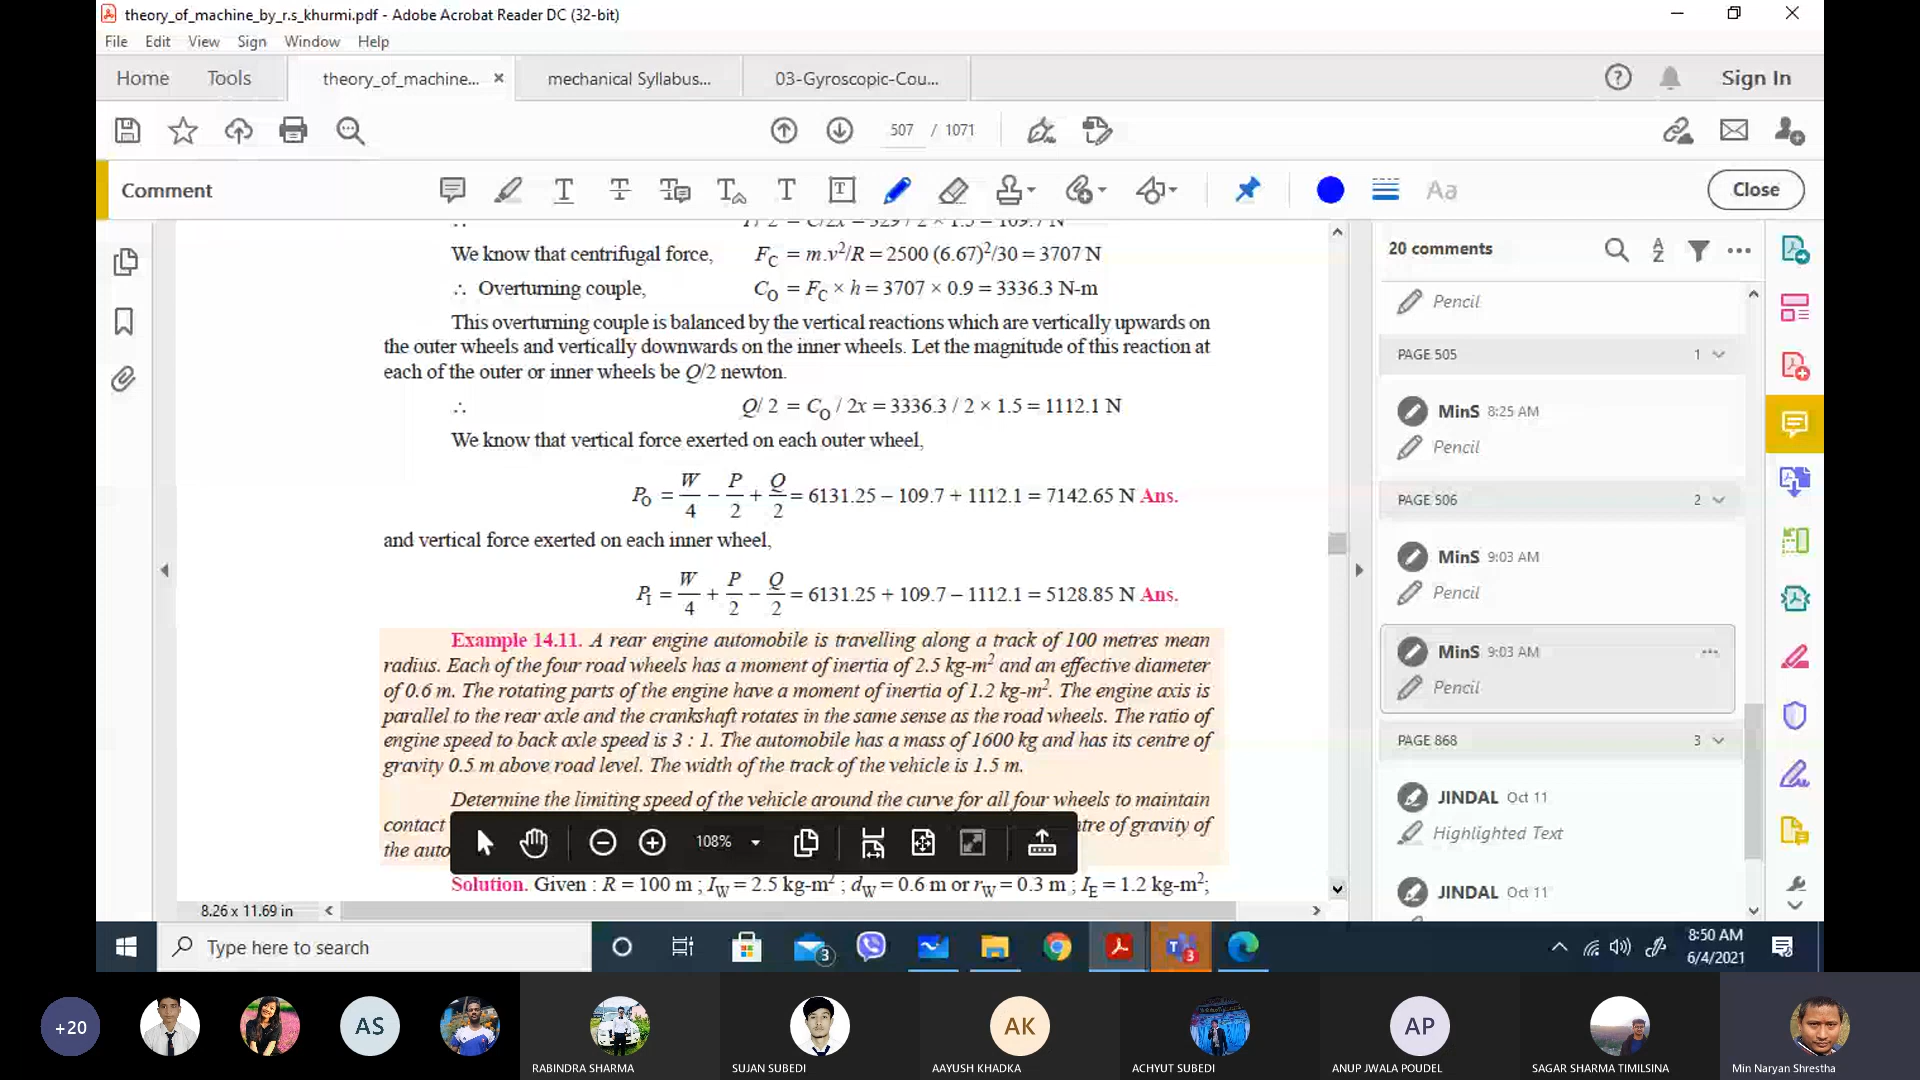 theory_of_machine_by_r.s_khurmi.pdf - Adobe Acrobat Reader DC (32-bit)
File Edit View Sign Window Help
Home Tools theory_of_machine... × mechanical Syllabus... 03-Gyroscopic-Cou... Sign In
507 / 1071
Comment Close
We know that centrifugal force, F_C = m.v²/R = 2500 (6.67)²/30 = 3707 N
∴ Overturning couple, C_O = F_C × h = 3707 × 0.9 = 3336.3 N-m
This overturning couple is balanced by the vertical reactions which are vertically upwards on
the outer wheels and vertically downwards on the inner wheels. Let the magnitude of this reaction at
each of the outer or inner wheels be Q/2 newton.
∴ Q/ 2 = C_O / 2x = 3336.3 / 2 × 1.5 = 1112.1 N
We know that vertical force exerted on each outer wheel,
P_O = W/4 − P/2 + Q/2 = 6131.25 − 109.7 + 1112.1 = 7142.65 N Ans.
and vertical force exerted on each inner wheel,
P_I = W/4 + P/2 − Q/2 = 6131.25 + 109.7 − 1112.1 = 5128.85 N Ans.
Example 14.11. A rear engine automobile is travelling along a track of 100 metres mean
radius. Each of the four road wheels has a moment of inertia of 2.5 kg-m² and an effective diameter
of 0.6 m. The rotating parts of the engine have a moment of inertia of 1.2 kg-m². The engine axis is
parallel to the rear axle and the crankshaft rotates in the same sense as the road wheels. The ratio of
engine speed to back axle speed is 3 : 1. The automobile has a mass of 1600 kg and has its centre of
gravity 0.5 m above road level. The width of the track of the vehicle is 1.5 m.
Determine the limiting speed of the vehicle around the curve for all four wheels to maintain
contact
of gravity of
the
108%
Solution. Given : R = 100 m ; I_W = 2.5 kg-m² ; d_W = 0.6 m or r_W = 0.3 m ; I_E = 1.2 kg-m²;
8.26 x 11.69 in
20 comments
Pencil
PAGE 505 1
MinS 8:25 AM
Pencil
PAGE 506 2
MinS 9:03 AM
Pencil
MinS 9:03 AM
Pencil
PAGE 868 3
JINDAL Oct 11
Highlighted Text
JINDAL Oct 11
Type here to search
3
3
8:50 AM
6/4/2021
+20
AS
AK
AP
RABINDRA SHARMA
SUJAN SUBEDI
AAYUSH KHADKA
ACHYUT SUBEDI
ANUP JWALA POUDEL
SAGAR SHARMA TIMILSINA
Min Naryan Shrestha